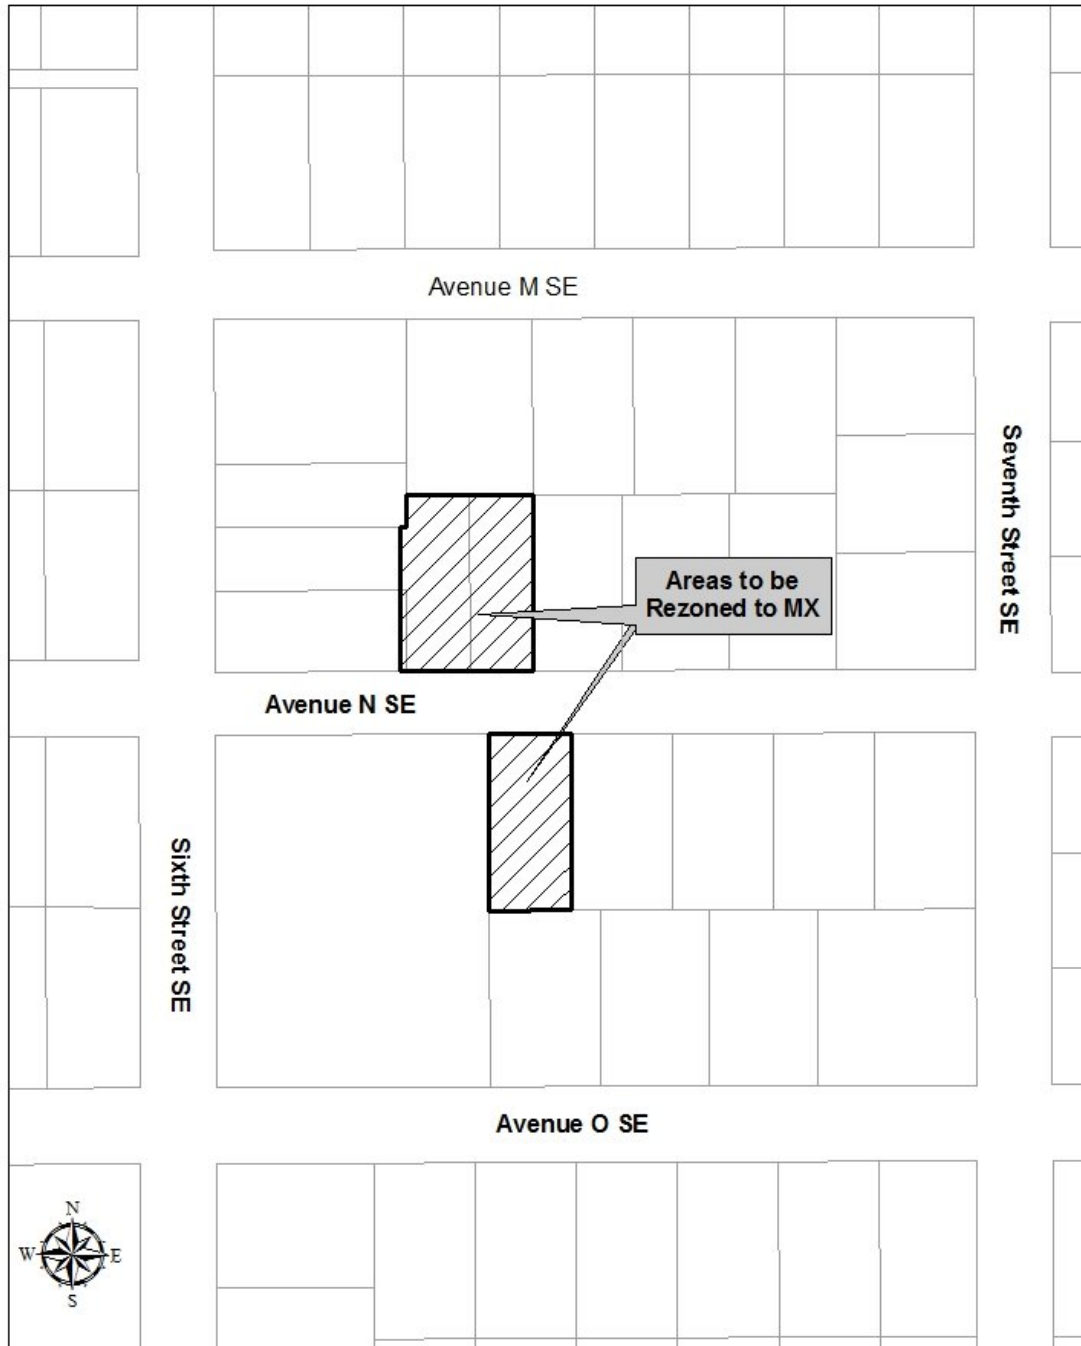 Avenue M SE
Seventh Street SE
Areas to be
Rezoned to MX
Avenue N SE
Sixth Street SE
Avenue O SE
N
W E
S